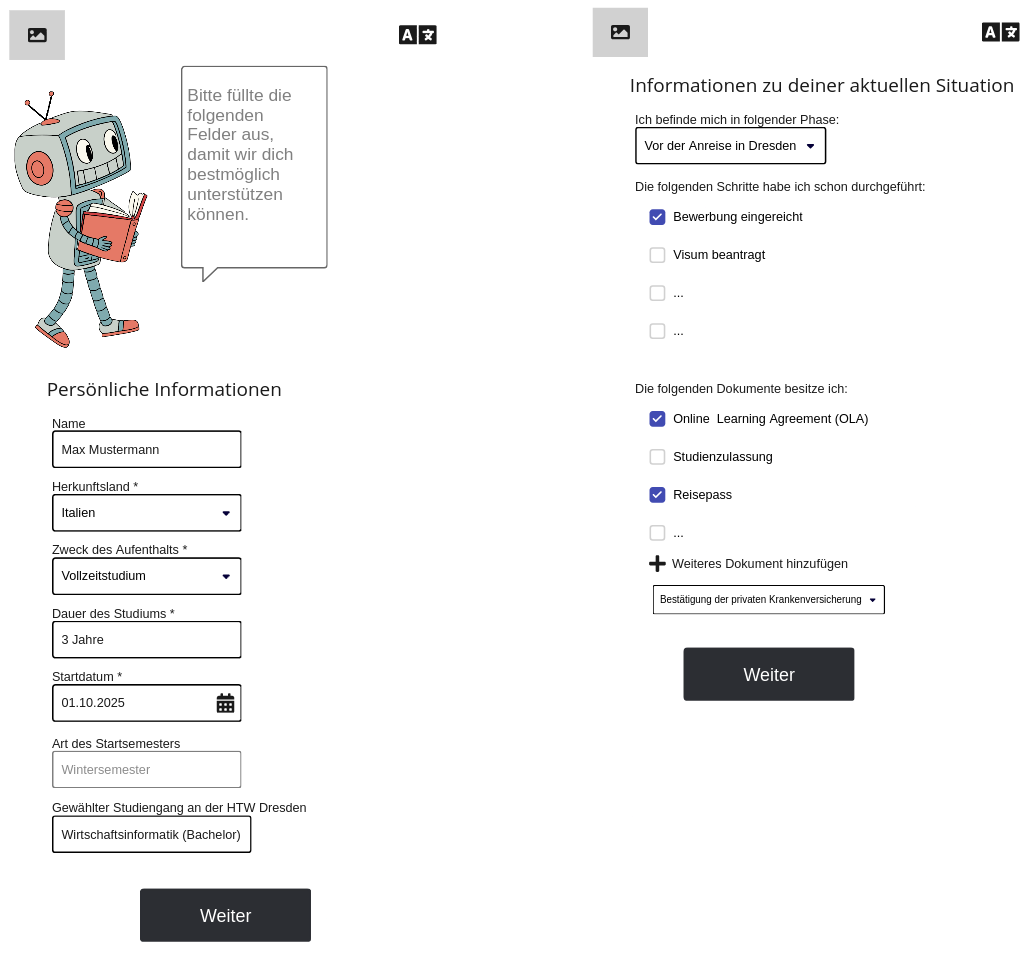 A文
Bitte füllte die
folgenden
Felder aus,
damit wir dich
bestmöglich
unterstützen
können.
Persönliche Informationen
Name
Max Mustermann
Herkunftsland *
Italien
Zweck des Aufenthalts *
Vollzeitstudium
Dauer des Studiums *
3 Jahre
Startdatum *
01.10.2025
Art des Startsemesters
Wintersemester
Gewählter Studiengang an der HTW Dresden
Wirtschaftsinformatik (Bachelor)
Weiter
A文
Informationen zu deiner aktuellen Situation
Ich befinde mich in folgender Phase:
Vor der Anreise in Dresden
Die folgenden Schritte habe ich schon durchgeführt:
Bewerbung eingereicht
Visum beantragt
...
...
Die folgenden Dokumente besitze ich:
Online  Learning Agreement (OLA)
Studienzulassung
Reisepass
...
Weiteres Dokument hinzufügen
Bestätigung der privaten Krankenversicherung
Weiter